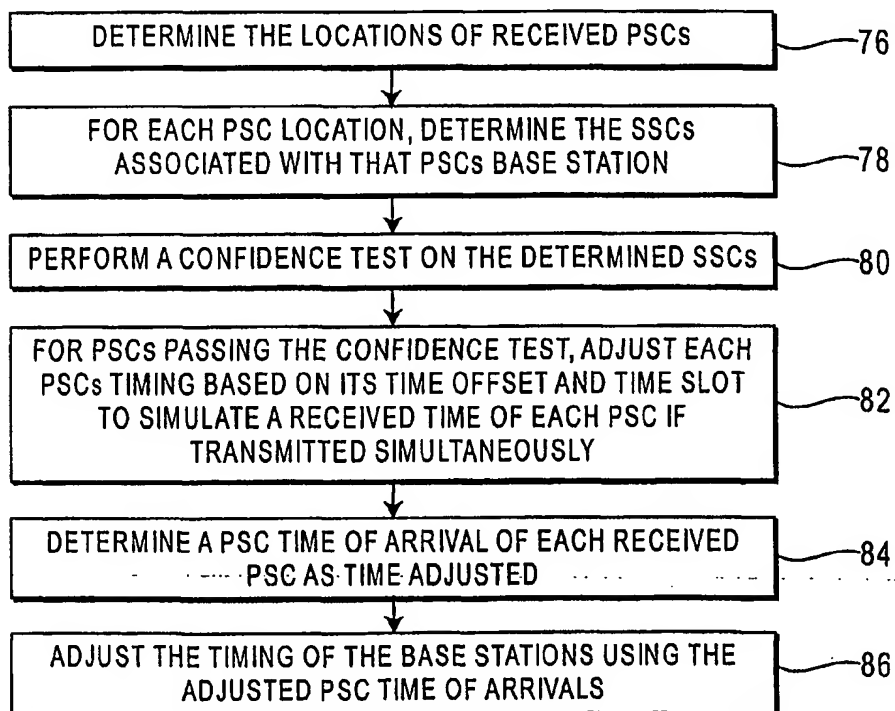 DETERMINE THE LOCATIONS OF RECEIVED PSCs
76
FOR EACH PSC LOCATION, DETERMINE THE SSCs
ASSOCIATED WITH THAT PSCs BASE STATION
78
PERFORM A CONFIDENCE TEST ON THE DETERMINED SSCs
80
FOR PSCs PASSING THE CONFIDENCE TEST, ADJUST EACH
PSCs TIMING BASED ON ITS TIME OFFSET AND TIME SLOT
TO SIMULATE A RECEIVED TIME OF EACH PSC IF
TRANSMITTED SIMULTANEOUSLY
82
DETERMINE A PSC TIME OF ARRIVAL OF EACH RECEIVED
PSC AS TIME ADJUSTED
84
ADJUST THE TIMING OF THE BASE STATIONS USING THE
ADJUSTED PSC TIME OF ARRIVALS
86